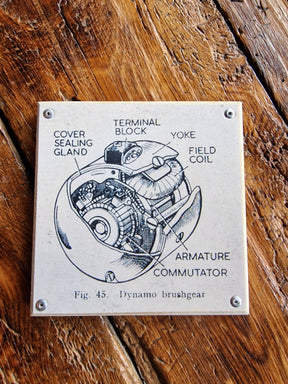 TERMINAL
BLOCK
YOKE
COVER
SEALING
GLAND
FIELD
COIL
ARMATURE
COMMUTATOR
Fig. 45. Dynamo brushgear